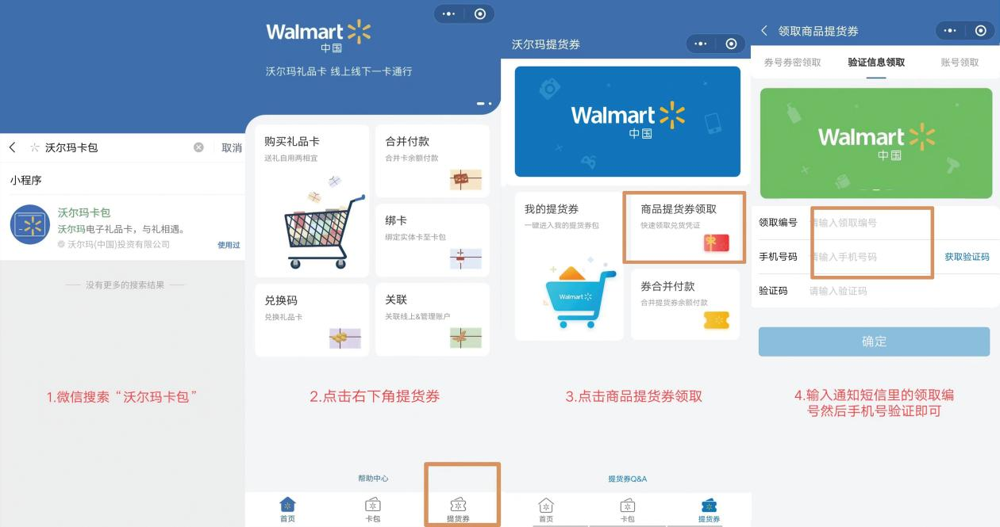 沃尔玛卡包
取消
小程序
沃尔玛卡包
沃尔玛电子礼品卡，与礼相遇。
沃尔玛(中国)投资有限公司
使用过
没有更多的搜索结果
1.微信搜索“沃尔玛卡包”
Walmart
中国
沃尔玛礼品卡 线上线下一卡通行
购买礼品卡
送礼自用两相宜
合并付款
合并卡余额付款
绑卡
绑定实体卡至卡包
兑换码
兑换礼品卡
关联
关联线上&管理账户
2.点击右下角提货券
帮助中心
首页
卡包
提货券
沃尔玛提货券
Walmart
中国
我的提货券
一键进入我的提货券包
Walmart
商品提货券领取
快速领取兑货凭证
券合并付款
合并提货券余额付款
3.点击商品提货券领取
提货券Q&A
首页
卡包
提货券
领取商品提货券
券号券密领取
验证信息领取
账号领取
Walmart
中国
领取编号
请输入领取编号
手机号码
请输入手机号码
获取验证码
验证码
请输入验证码
确定
4.输入通知短信里的领取编
号然后手机号验证即可